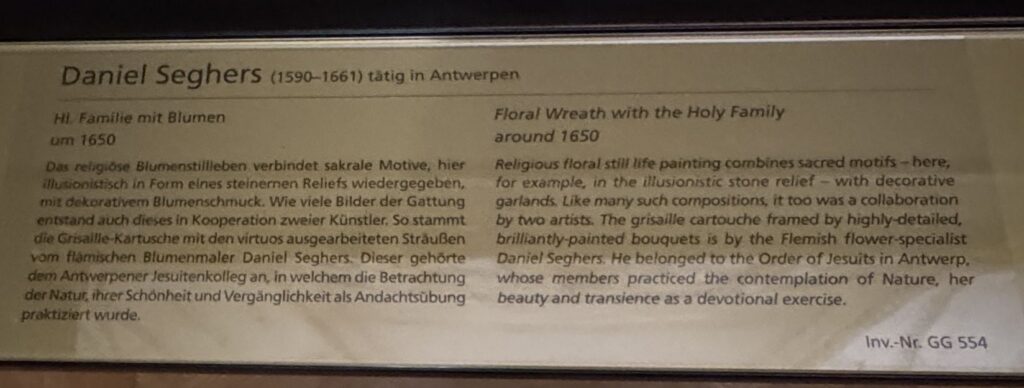 Daniel Seghers (1590–1661) tätig in Antwerpen
Hl. Familie mit Blumen
um 1650
Das religiöse Blumenstillleben verbindet sakrale Motive, hier
illusionistisch in Form eines steinernen Reliefs wiedergegeben,
mit dekorativem Blumenschmuck. Wie viele Bilder der Gattung
entstand auch dieses in Kooperation zweier Künstler. So stammt
die Grisaille-Kartusche mit den virtuos ausgearbeiteten Sträußen
vom flämischen Blumenmaler Daniel Seghers. Dieser gehörte
dem Antwerpener Jesuitenkolleg an, in welchem die Betrachtung
der Natur, ihrer Schönheit und Vergänglichkeit als Andachtsübung
praktiziert wurde.
Floral Wreath with the Holy Family
around 1650
Religious floral still life painting combines sacred motifs – here,
for example, in the illusionistic stone relief – with decorative
garlands. Like many such compositions, it too was a collaboration
by two artists. The grisaille cartouche framed by highly-detailed,
brilliantly-painted bouquets is by the Flemish flower-specialist
Daniel Seghers. He belonged to the Order of Jesuits in Antwerp,
whose members practiced the contemplation of Nature, her
beauty and transience as a devotional exercise.
Inv.-Nr. GG 554